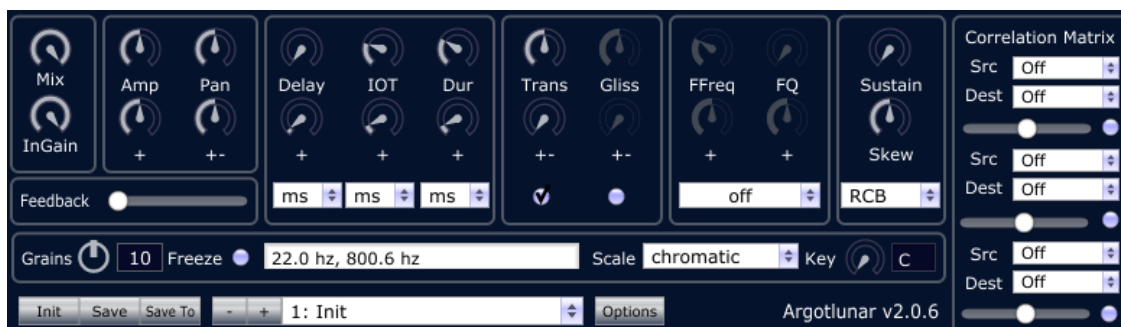 Mix
InGain
Amp Pan
+ +-
Delay IOT Dur
+ + +
ms ms ms
Trans Gliss
+- +-
FFreq FQ
+ +
off
Sustain
Skew
RCB
Feedback
Correlation Matrix
Src Off
Dest Off
Src Off
Dest Off
Src Off
Dest Off
Grains 10 Freeze 22.0 hz, 800.6 hz Scale chromatic Key C
Init Save Save To - + 1: Init Options Argotlunar v2.0.6